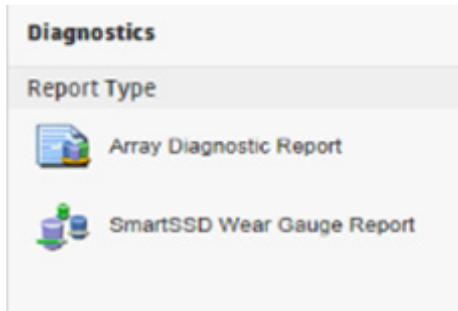 Diagnostics
Report Type
Array Diagnostic Report
SmartSSD Wear Gauge Report